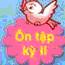 Ôn tập
kỳ II